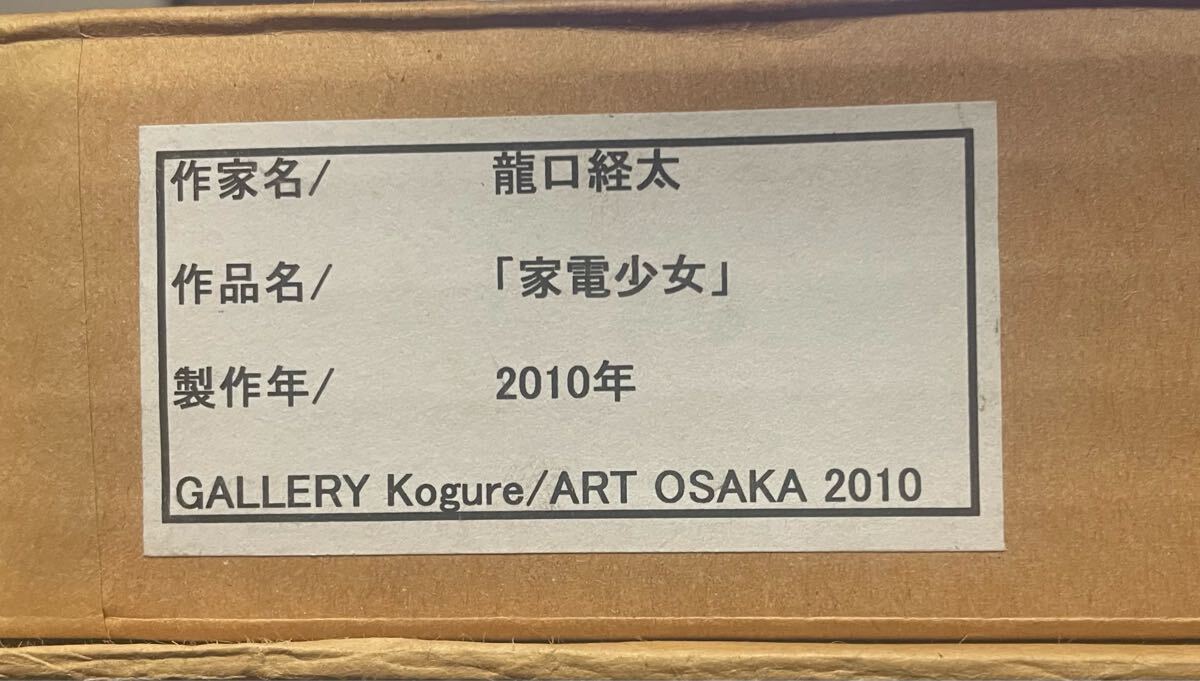 作家名/ 龍口経太
作品名/ 「家電少女」
製作年/ 2010年
GALLERY Kogure/ART OSAKA 2010